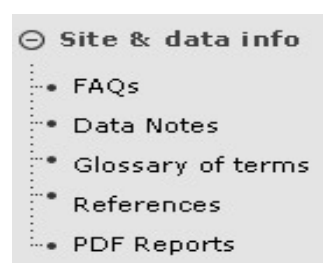 Site & data info
FAQs
Data Notes
Glossary of terms
References
PDF Reports